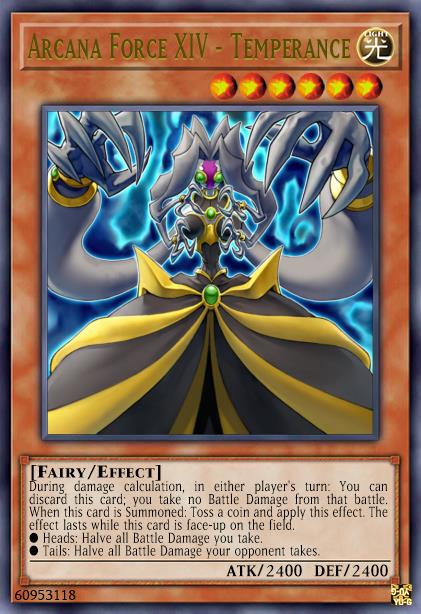 ARCANA FORCE XIV - TEMPERANCE
LIGHT
光
[FAIRY/EFFECT]
During damage calculation, in either player's turn: You can
discard this card; you take no Battle Damage from that battle.
When this card is Summoned: Toss a coin and apply this effect. The
effect lasts while this card is face-up on the field.
● Heads: Halve all Battle Damage you take.
● Tails: Halve all Battle Damage your opponent takes.
ATK/2400 DEF/2400
60953118